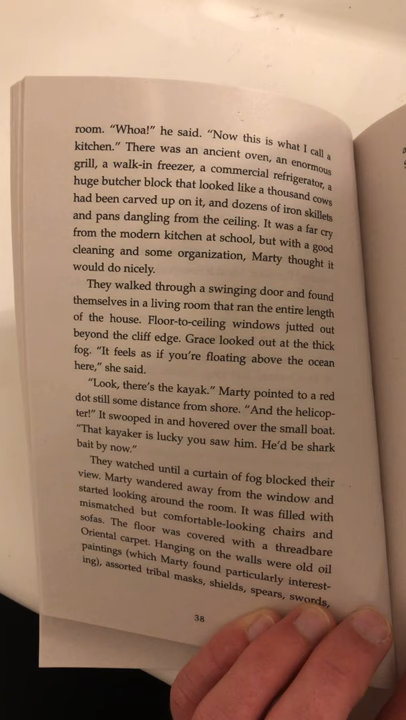 room. “Whoa!” he said. “Now this is what I call a
kitchen.” There was an ancient oven, an enormous
grill, a walk-in freezer, a commercial refrigerator, a
huge butcher block that looked like a thousand cows
had been carved up on it, and dozens of iron skillets
and pans dangling from the ceiling. It was a far cry
from the modern kitchen at school, but with a good
cleaning and some organization, Marty thought it
would do nicely.
They walked through a swinging door and found
themselves in a living room that ran the entire length
of the house. Floor-to-ceiling windows jutted out
beyond the cliff edge. Grace looked out at the thick
fog. “It feels as if you’re floating above the ocean
here,” she said.
“Look, there’s the kayak.” Marty pointed to a red
dot still some distance from shore. “And the helicop-
ter!” It swooped in and hovered over the small boat.
“That kayaker is lucky you saw him. He’d be shark
bait by now.”
They watched until a curtain of fog blocked their
view. Marty wandered away from the window and
started looking around the room. It was filled with
mismatched but comfortable-looking chairs and
sofas. The floor was covered with a threadbare
Oriental carpet. Hanging on the walls were old oil
paintings (which Marty found particularly interest-
ing), assorted tribal masks, shields, spears, swords,
38